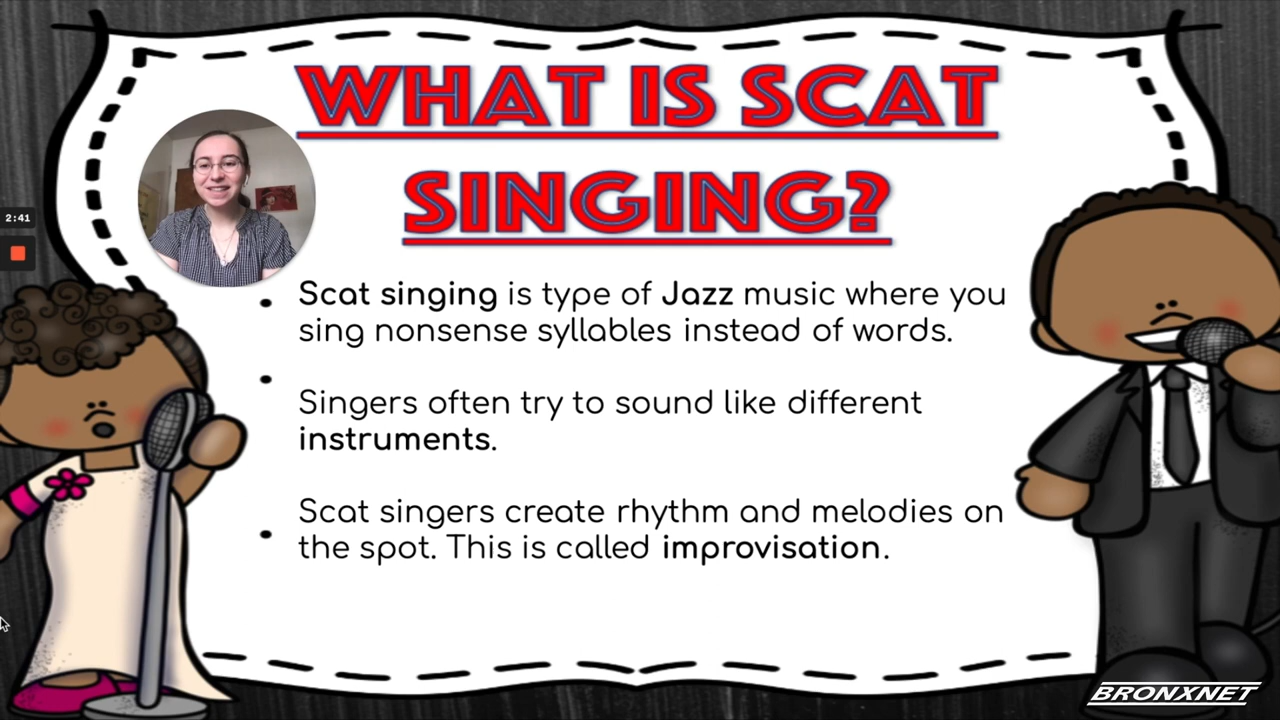 WHAT IS SCAT
SINGING?
2:41
Scat singing is type of Jazz music where you
sing nonsense syllables instead of words.
Singers often try to sound like different
instruments.
Scat singers create rhythm and melodies on
the spot. This is called improvisation.
BRONXNET